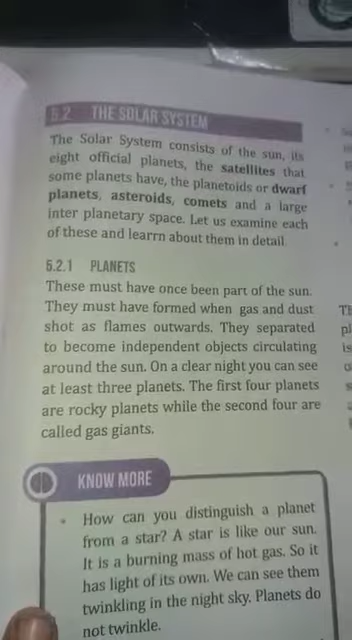 5.2 THE SOLAR SYSTEM
The Solar System consists of the sun, its
eight official planets, the satellites that
some planets have, the planetoids or dwarf
planets, asteroids, comets and a large
inter planetary space. Let us examine each
of these and learrn about them in detail
5.2.1 PLANETS
These must have once been part of the sun.
They must have formed when gas and dust
shot as flames outwards. They separated
to become independent objects circulating
around the sun. On a clear night you can see
at least three planets. The first four planets
are rocky planets while the second four are
called gas giants.
KNOW MORE
• How can you distinguish a planet
from a star? A star is like our sun.
It is a burning mass of hot gas. So it
has light of its own. We can see them
twinkling in the night sky. Planets do
not twinkle.